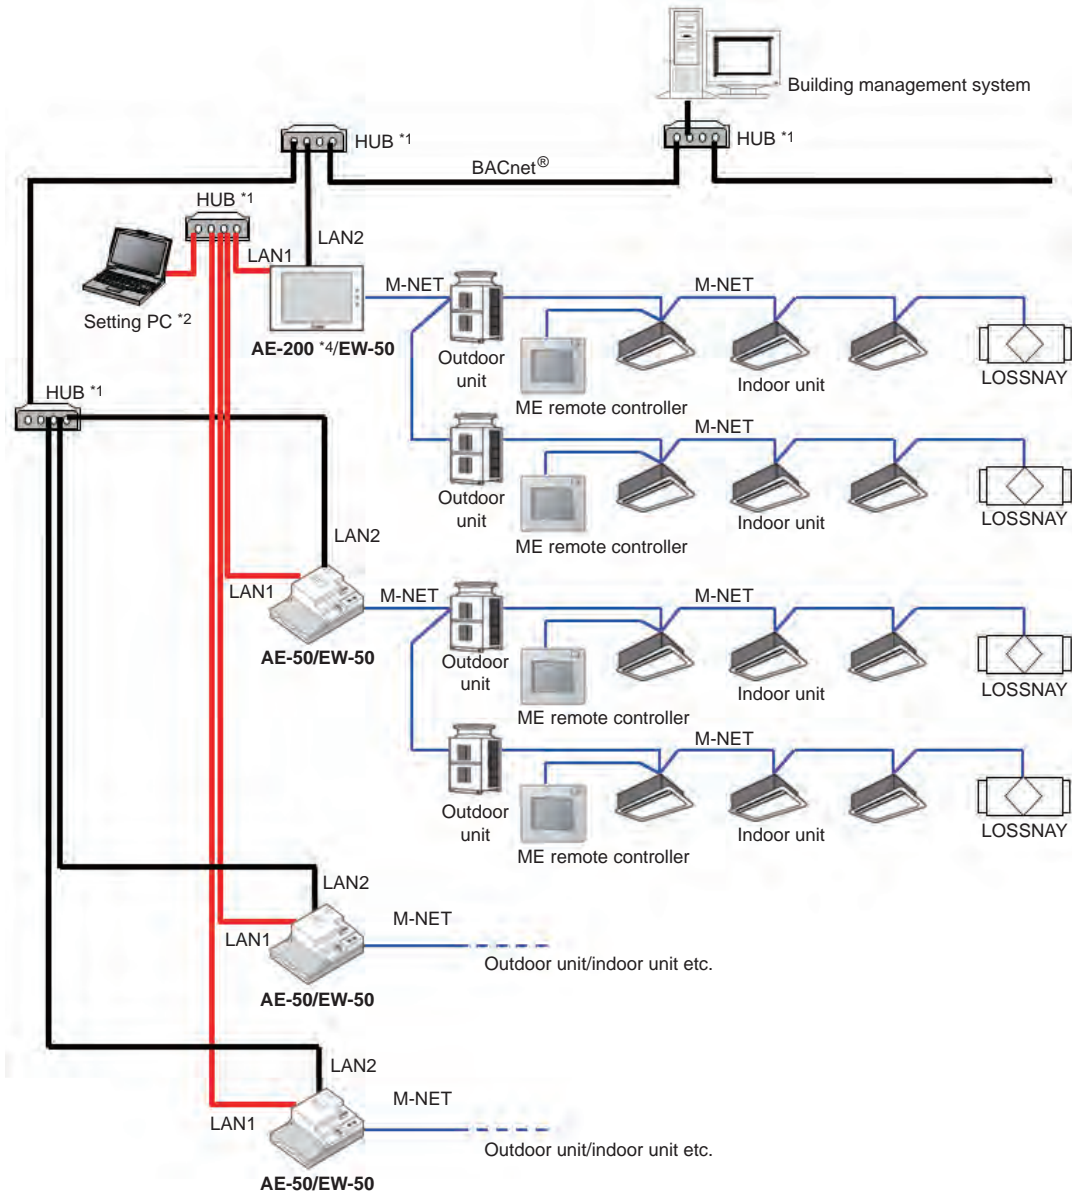 Building management system
HUB *1
HUB *1
BACnet®
HUB *1
LAN2
LAN1
M-NET
M-NET
Setting PC *2
AE-200 *4/EW-50
Outdoor
unit
Indoor unit
LOSSNAY
HUB *1
ME remote controller
M-NET
Outdoor
unit
Indoor unit
LOSSNAY
LAN2
ME remote controller
LAN1
M-NET
M-NET
AE-50/EW-50
Outdoor
unit
Indoor unit
LOSSNAY
ME remote controller
M-NET
Outdoor
unit
Indoor unit
LOSSNAY
ME remote controller
LAN2
M-NET
LAN1
Outdoor unit/indoor unit etc.
AE-50/EW-50
LAN2
M-NET
LAN1
Outdoor unit/indoor unit etc.
AE-50/EW-50